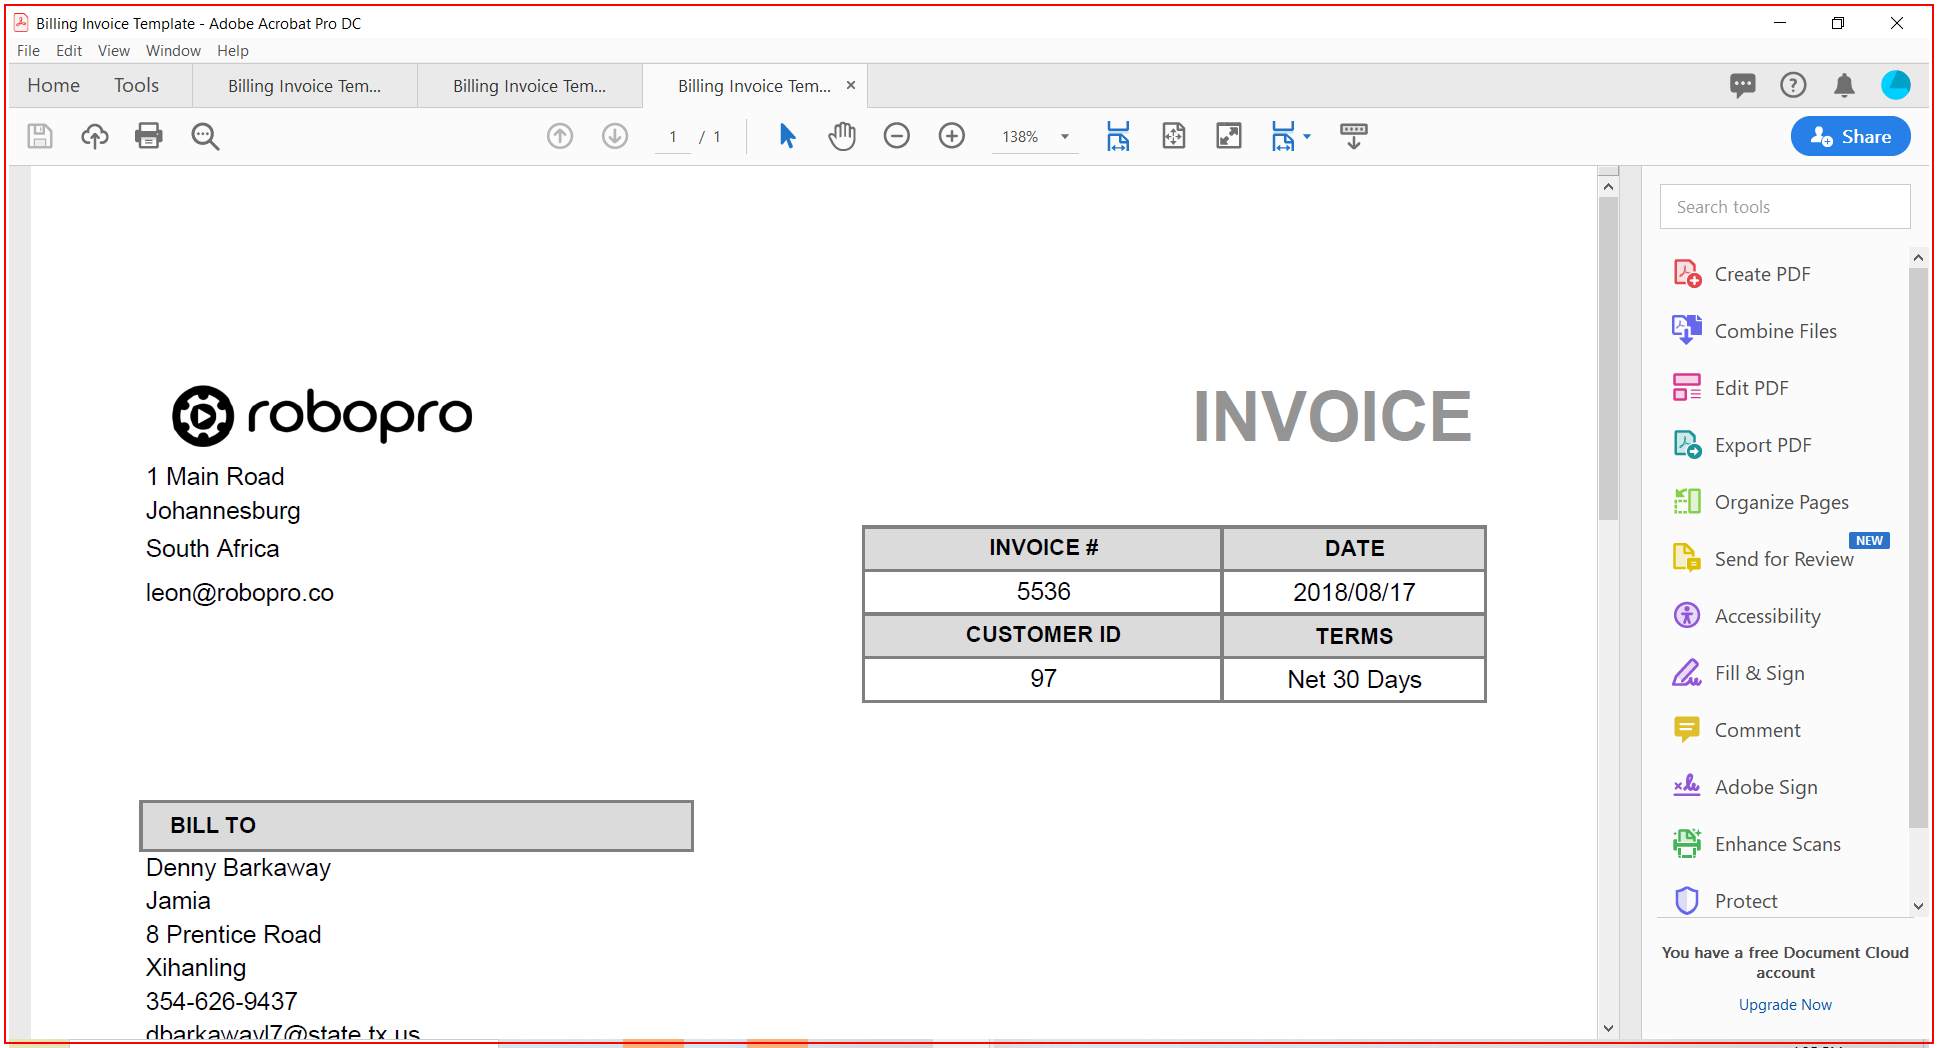 Billing Invoice Template - Adobe Acrobat Pro DC
File Edit View Window Help
Home Tools Billing Invoice Tem... Billing Invoice Tem... Billing Invoice Tem... ×
1 / 1 138% Share
Search tools
Create PDF
Combine Files
Edit PDF
Export PDF
Organize Pages
NEW
Send for Review
Accessibility
Fill & Sign
Comment
Adobe Sign
Enhance Scans
Protect
You have a free Document Cloud
account
Upgrade Now
robopro
INVOICE
1 Main Road
Johannesburg
South Africa
leon@robopro.co
INVOICE # DATE
5536 2018/08/17
CUSTOMER ID TERMS
97 Net 30 Days
BILL TO
Denny Barkaway
Jamia
8 Prentice Road
Xihanling
354-626-9437
dbarkawayl7@state.tx.us